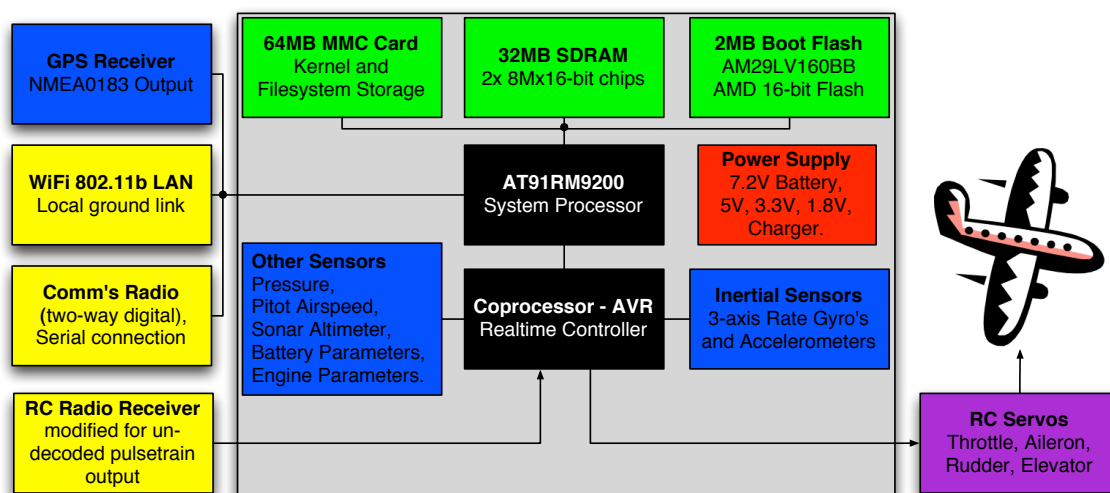 GPS Receiver
NMEA0183 Output
WiFi 802.11b LAN
Local ground link
Comm's Radio
(two-way digital),
Serial connection
RC Radio Receiver
modified for un-
decoded pulsetrain
output
64MB MMC Card
Kernel and
Filesystem Storage
32MB SDRAM
2x 8Mx16-bit chips
2MB Boot Flash
AM29LV160BB
AMD 16-bit Flash
AT91RM9200
System Processor
Power Supply
7.2V Battery,
5V, 3.3V, 1.8V,
Charger.
Other Sensors
Pressure,
Pitot Airspeed,
Sonar Altimeter,
Battery Parameters,
Engine Parameters.
Coprocessor - AVR
Realtime Controller
Inertial Sensors
3-axis Rate Gyro's
and Accelerometers
RC Servos
Throttle, Aileron,
Rudder, Elevator